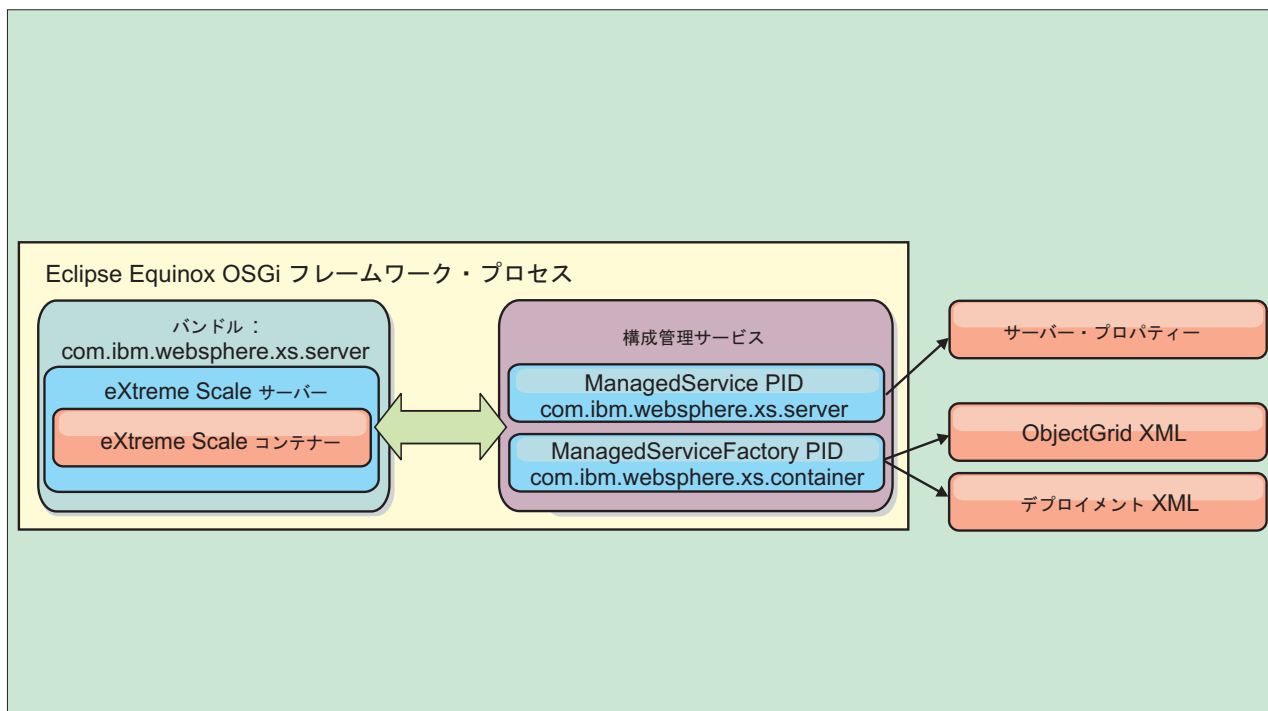 Eclipse Equinox OSGi フレームワーク・プロセス
バンドル：
com.ibm.websphere.xs.server
eXtreme Scale サーバー
eXtreme Scale コンテナー
構成管理サービス
ManagedService PID
com.ibm.websphere.xs.server
ManagedServiceFactory PID
com.ibm.websphere.xs.container
サーバー・プロパティー
ObjectGrid XML
デプロイメント XML